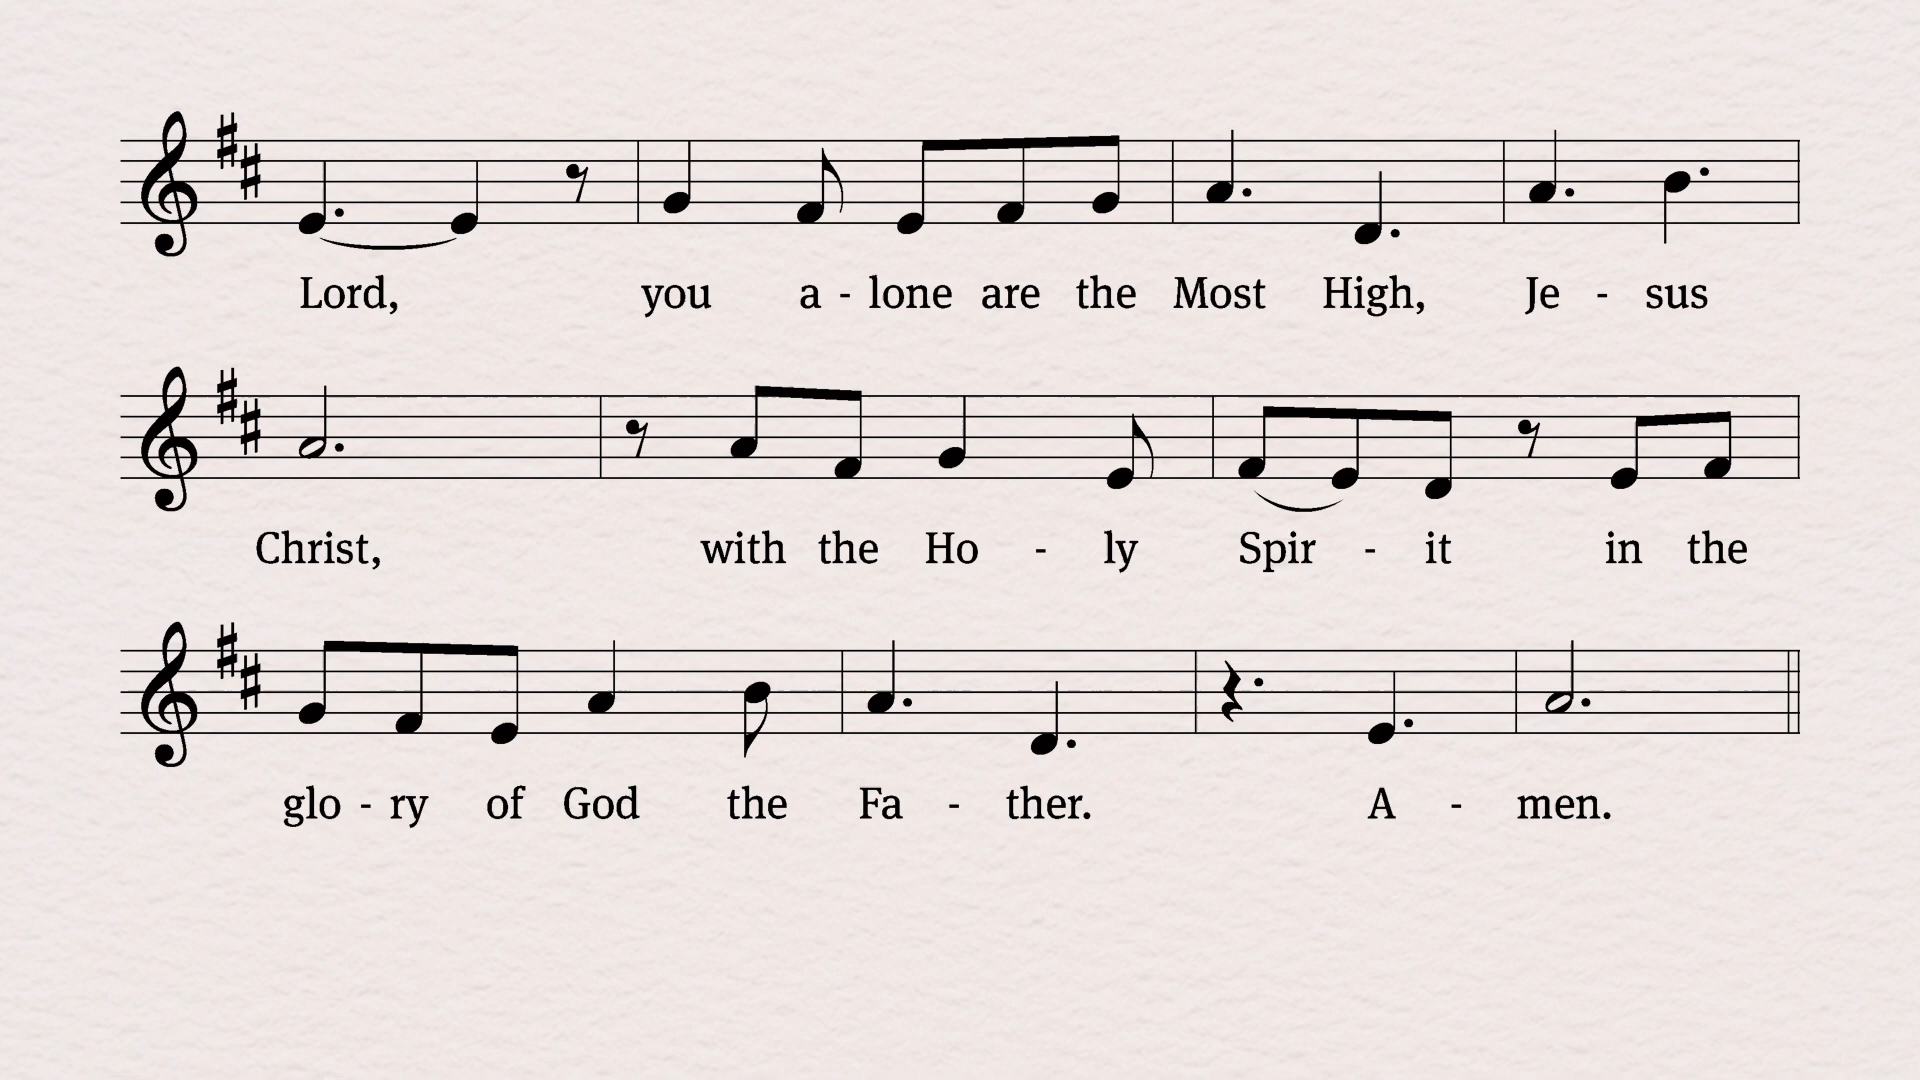 Lord, you a - lone are the Most High, Je - sus
Christ, with the Ho - ly Spir - it in the
glo - ry of God the Fa - ther. A - men.